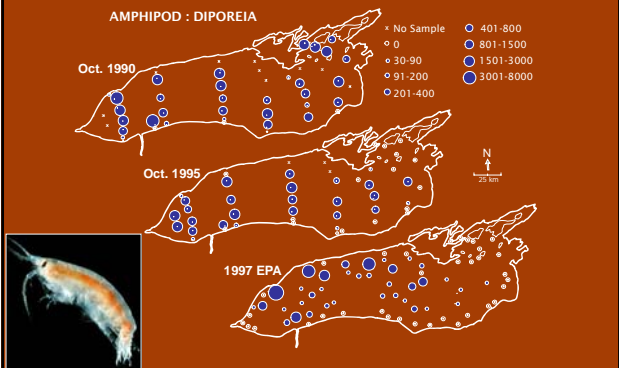 AMPHIPOD : DIPOREIA
Oct. 1990
No Sample
0
30-90
91-200
201-400
401-800
801-1500
1501-3000
3001-8000
Oct. 1995
N
25 km
1997 EPA